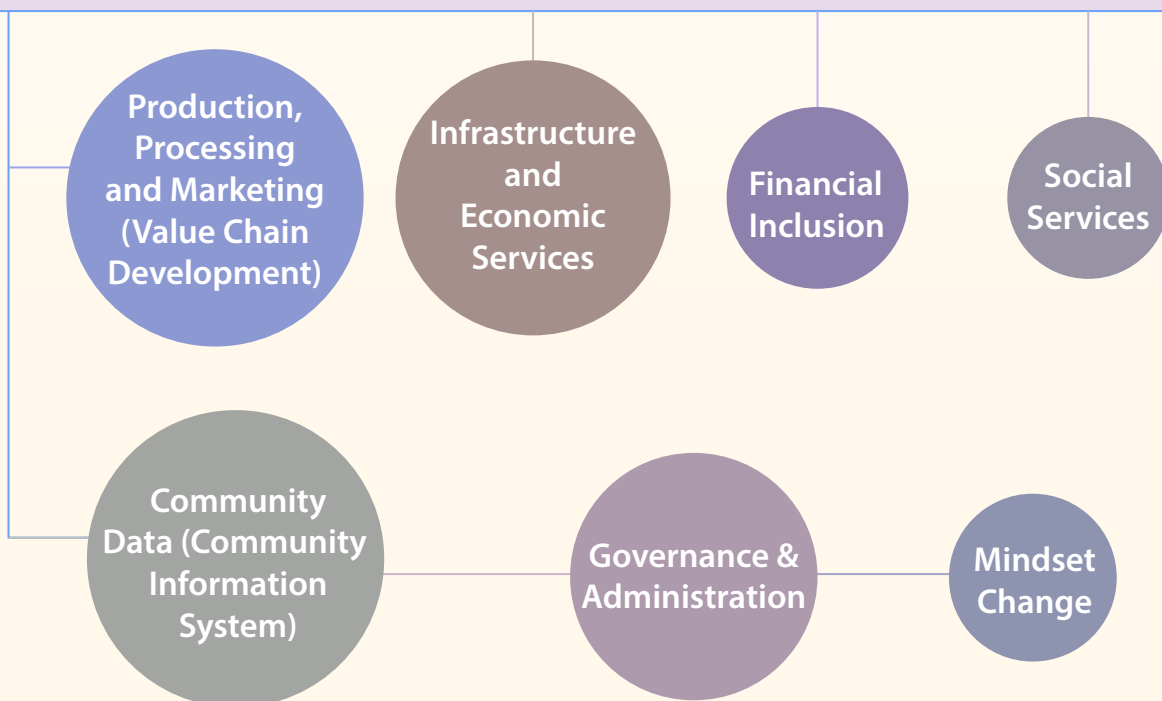 Production,
Processing
and Marketing
(Value Chain
Development)
Infrastructure
and
Economic
Services
Financial
Inclusion
Social
Services
Community
Data (Community
Information
System)
Governance &
Administration
Mindset
Change